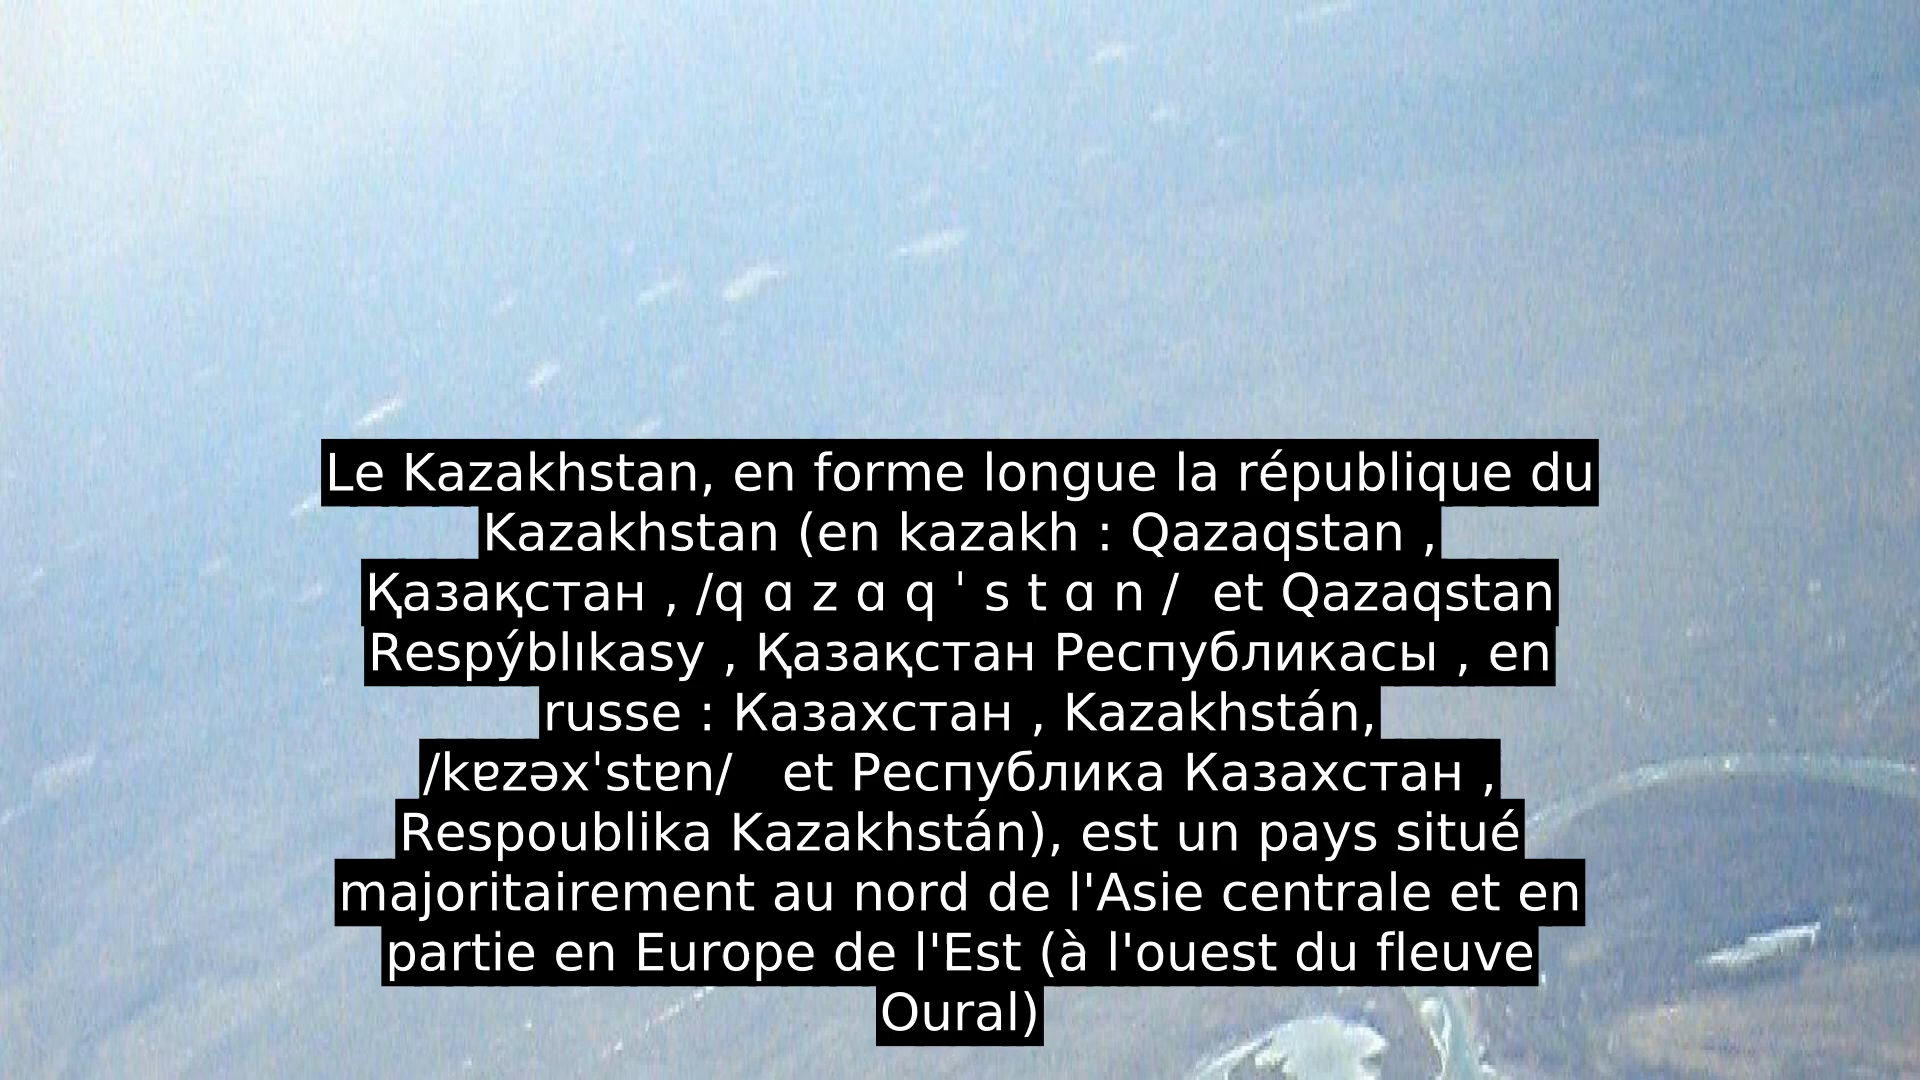 Le Kazakhstan, en forme longue la république du
Kazakhstan (en kazakh : Qazaqstan ,
Қазақстан , /q ɑ z ɑ q ˈ s t ɑ n /  et Qazaqstan
Respýblıkasy , Қазақстан Республикасы , en
russe : Казахстан , Kazakhstán,
/kɐzəxˈstɐn/   et Республика Казахстан ,
Respoublika Kazakhstán), est un pays situé
majoritairement au nord de l'Asie centrale et en
partie en Europe de l'Est (à l'ouest du fleuve
Oural)